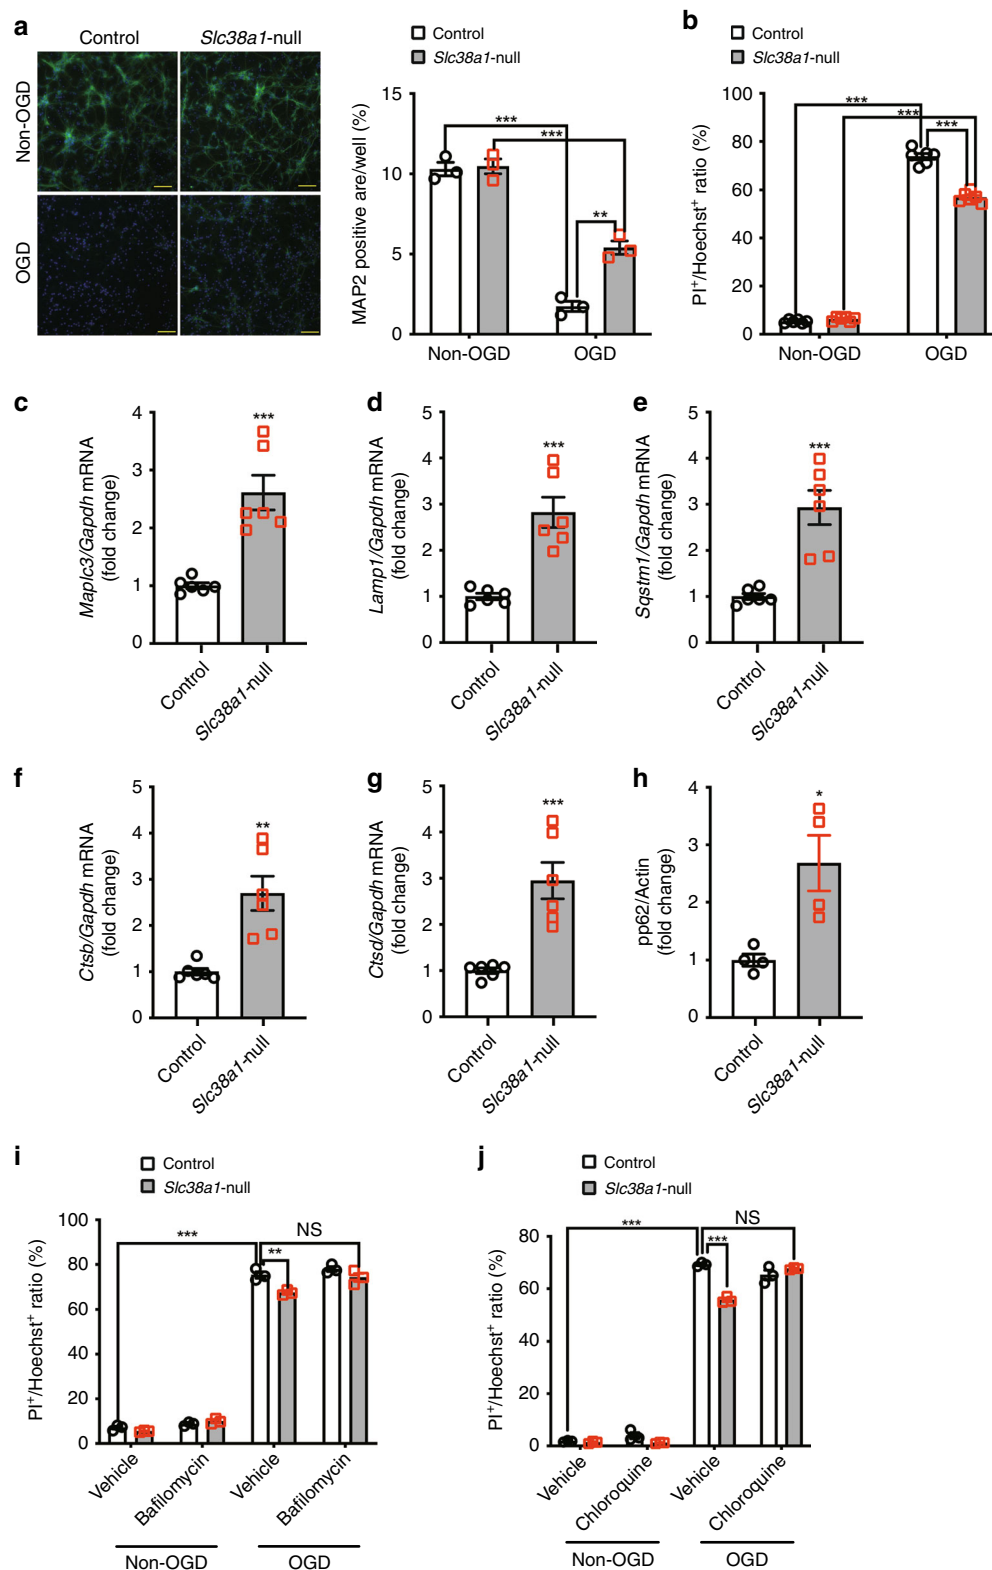 a
Control
Slc38a1-null
Non-OGD
OGD
Control
Slc38a1-null
MAP2 positive are/well (%)
15
10
5
0
***
***
**
Non-OGD
OGD
b
Control
Slc38a1-null
PI⁺/Hoechst⁺ ratio (%)
100
80
60
40
20
0
***
***
***
Non-OGD
OGD
c
Maplc3/Gapdh mRNA
(fold change)
4
3
2
1
0
***
Control
Slc38a1-null
d
Lamp1/Gapdh mRNA
(fold change)
5
4
3
2
1
0
***
Control
Slc38a1-null
e
Sqstm1/Gapdh mRNA
(fold change)
5
4
3
2
1
0
***
Control
Slc38a1-null
f
Ctsb/Gapdh mRNA
(fold change)
5
4
3
2
1
0
**
Control
Slc38a1-null
g
Ctsd/Gapdh mRNA
(fold change)
5
4
3
2
1
0
***
Control
Slc38a1-null
h
pp62/Actin
(fold change)
4
3
2
1
0
*
Control
Slc38a1-null
i
Control
Slc38a1-null
PI⁺/Hoechst⁺ ratio (%)
100
80
60
40
20
0
***
**
NS
Vehicle
Bafilomycin
Vehicle
Bafilomycin
Non-OGD
OGD
j
Control
Slc38a1-null
PI⁺/Hoechst⁺ ratio (%)
80
60
40
20
0
***
***
NS
Vehicle
Chloroquine
Vehicle
Chloroquine
Non-OGD
OGD